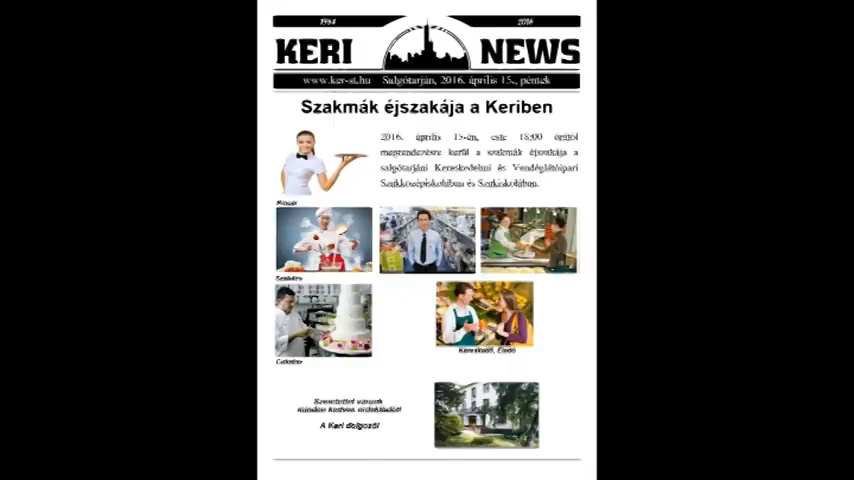 1984 2016
KERI NEWS
www.ker-st.hu Salgótarján, 2016. április 15., péntek
Szakmák éjszakája a Keriben
2016. április 15-én, este 18:00 órától
megrendezésre kerül a szakmák éjszakája a
salgótarjáni Kereskedelmi és Vendéglátóipari
Szakközépiskolában és Szakiskolában.
Pincér
Szakács
Cukrász
Kereskedő, Eladó
Szeretettel várunk
minden kedves érdeklődőt!
A Keri dolgozói